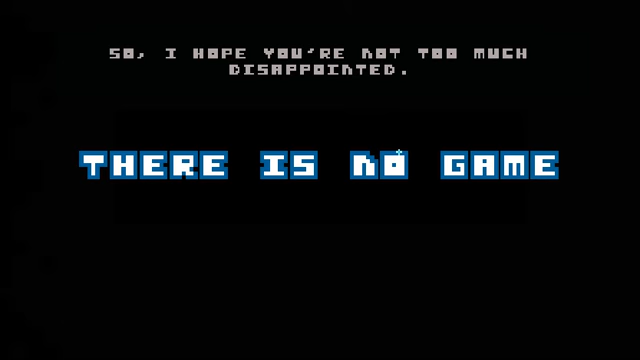 SO, I HOPE YOU'RE NOT TOO MUCH
DISAPPOINTED.
THERE IS NO GAME